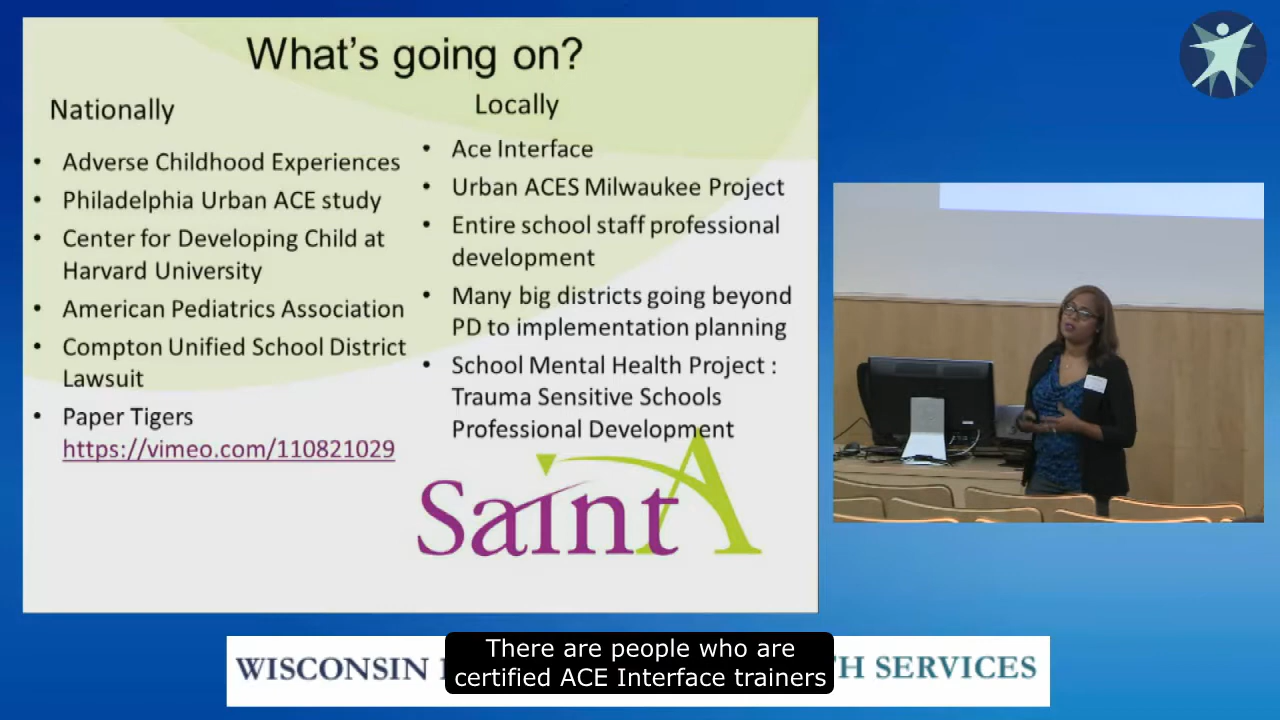 What's going on?
Nationally
• Adverse Childhood Experiences
• Philadelphia Urban ACE study
• Center for Developing Child at
Harvard University
• American Pediatrics Association
• Compton Unified School District
Lawsuit
• Paper Tigers
https://vimeo.com/110821029
Locally
• Ace Interface
• Urban ACES Milwaukee Project
• Entire school staff professional
development
• Many big districts going beyond
PD to implementation planning
• School Mental Health Project :
Trauma Sensitive Schools
Professional Development
SaintA
WISCONSIN TH SERVICES
There are people who are
certified ACE Interface trainers